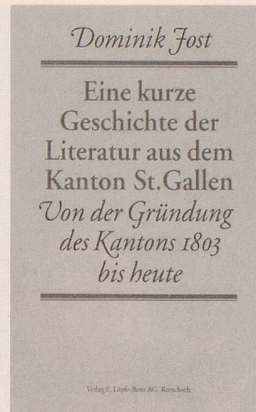 Dominik Jost
Eine kurze
Geschichte der
Literatur aus dem
Kanton St. Gallen
Von der Gründung
des Kantons 1803
bis heute
Verlag E. Löpfe-Benz AG, Rorschach